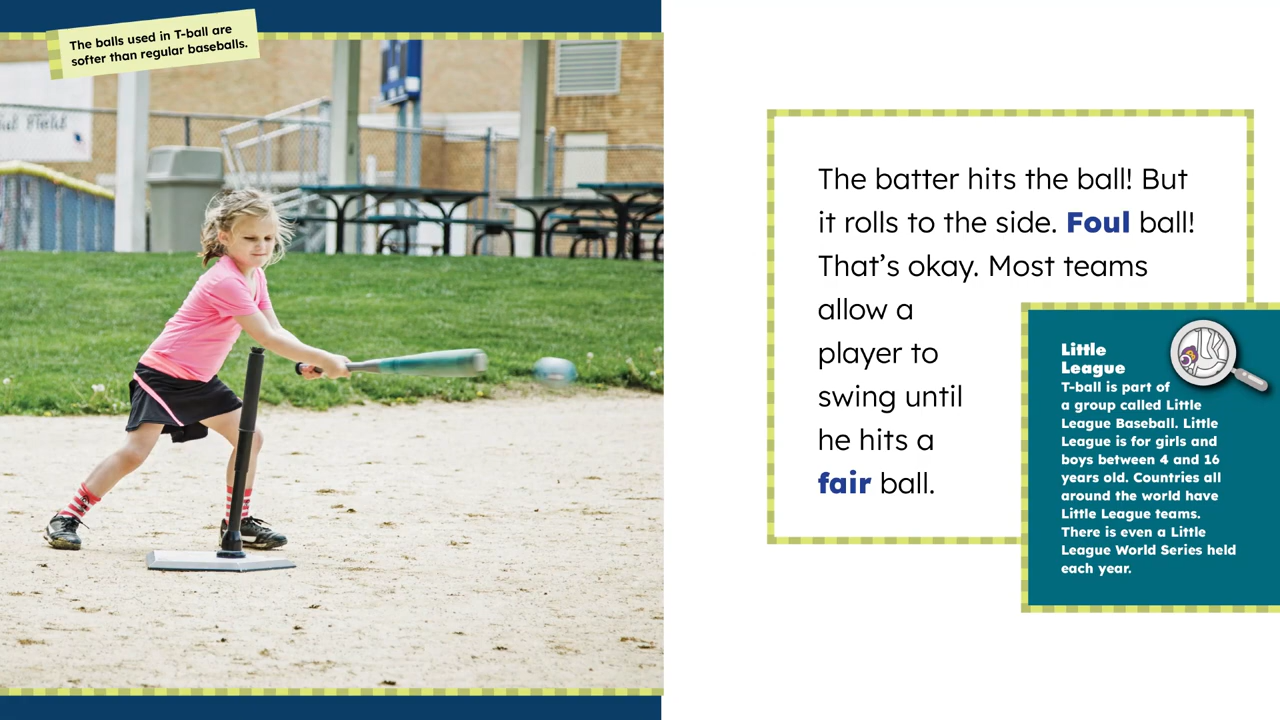 The balls used in T-ball are
softer than regular baseballs.
The batter hits the ball! But
it rolls to the side. Foul ball!
That’s okay. Most teams
allow a
player to
swing until
he hits a
fair ball.
Little
League
T-ball is part of
a group called Little
League Baseball. Little
League is for girls and
boys between 4 and 16
years old. Countries all
around the world have
Little League teams.
There is even a Little
League World Series held
each year.
Field